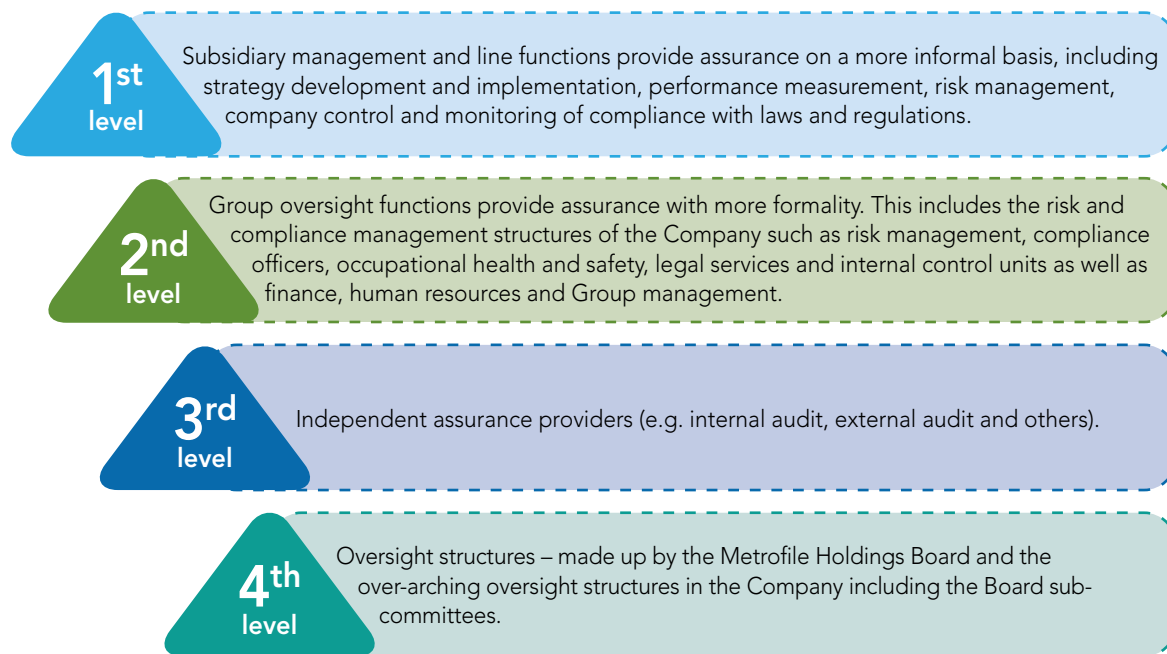 1st
level
Subsidiary management and line functions provide assurance on a more informal basis, including
strategy development and implementation, performance measurement, risk management,
company control and monitoring of compliance with laws and regulations.
2nd
level
Group oversight functions provide assurance with more formality. This includes the risk and
compliance management structures of the Company such as risk management, compliance
officers, occupational health and safety, legal services and internal control units as well as
finance, human resources and Group management.
3rd
level
Independent assurance providers (e.g. internal audit, external audit and others).
4th
level
Oversight structures – made up by the Metrofile Holdings Board and the
over-arching oversight structures in the Company including the Board sub-
committees.